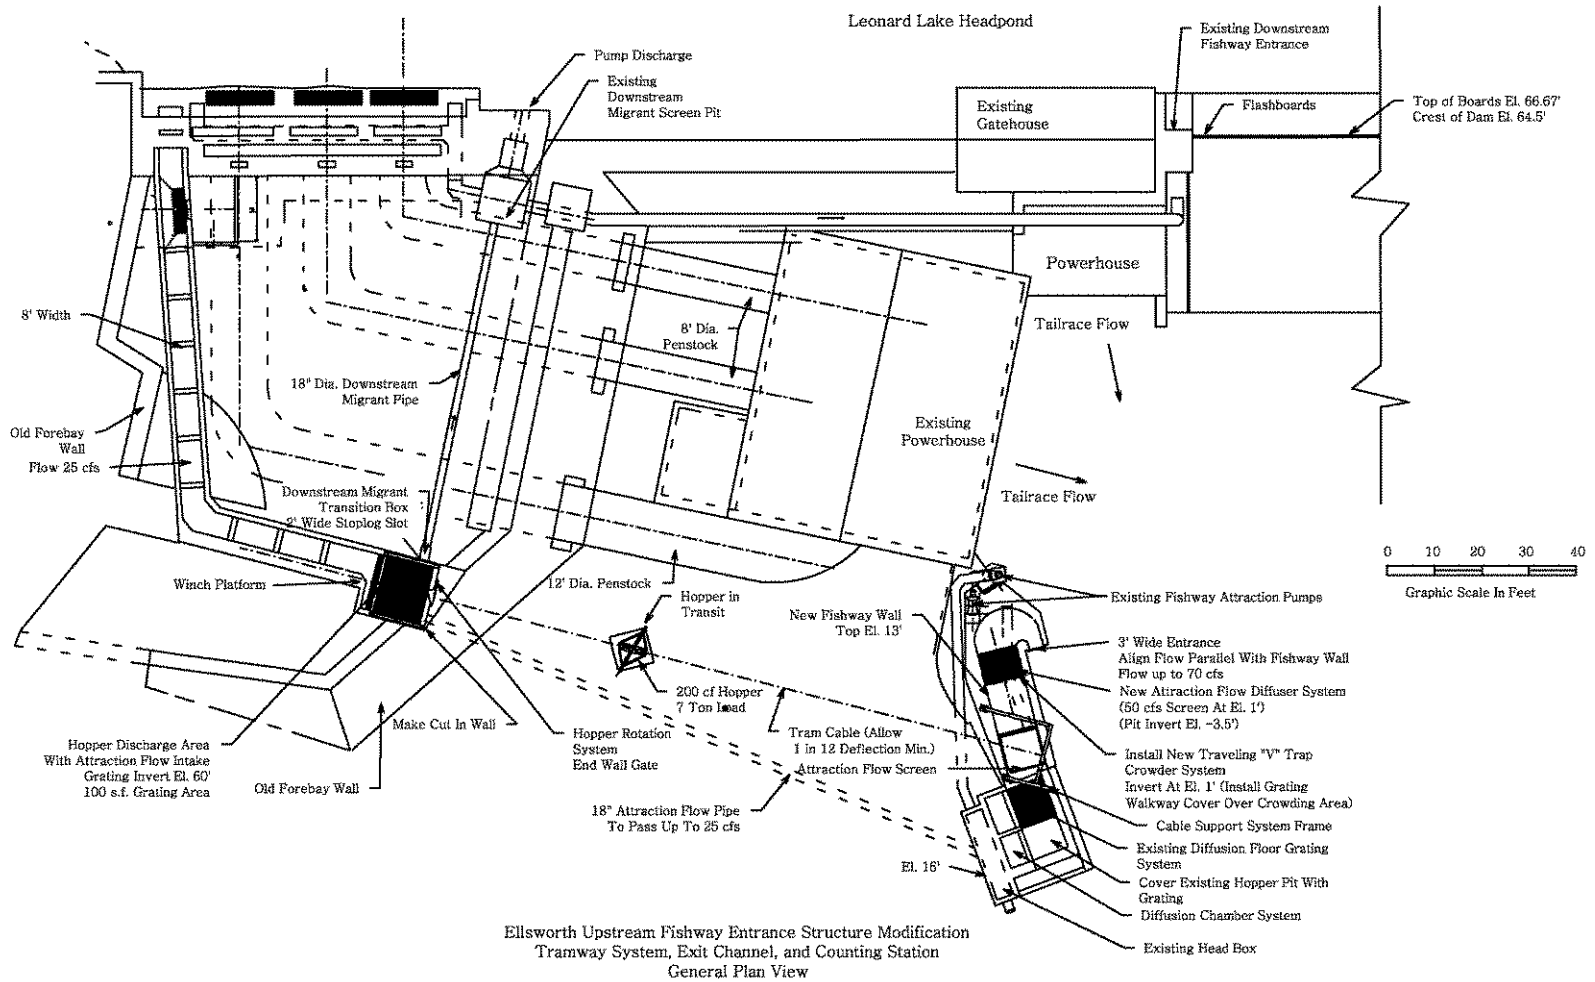 Leonard Lake Headpond
Existing Downstream
Fishway Entrance
Pump Discharge
Existing
Downstream
Migrant Screen Pit
Existing
Gatehouse
Flashboards
Top of Boards El. 66.67'
Crest of Dam El. 64.5'
Powerhouse
8' Width
8' Dia.
Penstock
Tailrace Flow
18" Dia. Downstream
Migrant Pipe
Old Forebay
Wall
Flow 25 cfs
Existing
Powerhouse
Tailrace Flow
Downstream Migrant
Transition Box
2' Wide Stoplog Slot
0 10 20 30 40
Graphic Scale In Feet
Winch Platform
12' Dia. Penstock
Hopper in
Transit
New Fishway Wall
Top El. 13'
Existing Fishway Attraction Pumps
3' Wide Entrance
Align Flow Parallel With Fishway Wall
Flow up to 70 cfs
New Attraction Flow Diffuser System
(50 cfs Screen At El. 1')
(Pit Invert El. -3.5')
200 cf Hopper
7 Ton Load
Make Cut In Wall
Hopper Rotation
System
End Wall Gate
Tram Cable (Allow
1 in 12 Deflection Min.)
Attraction Flow Screen
Install New Traveling "V" Trap
Crowder System
Invert At El. 1' (Install Grating
Walkway Cover Over Crowding Area)
Hopper Discharge Area
With Attraction Flow Intake
Grating Invert El. 60'
100 s.f. Grating Area
Old Forebay Wall
18" Attraction Flow Pipe
To Pass Up To 25 cfs
Cable Support System Frame
Existing Diffusion Floor Grating
System
El. 16'
Cover Existing Hopper Pit With
Grating
Diffusion Chamber System
Existing Head Box
Ellsworth Upstream Fishway Entrance Structure Modification
Tramway System, Exit Channel, and Counting Station
General Plan View